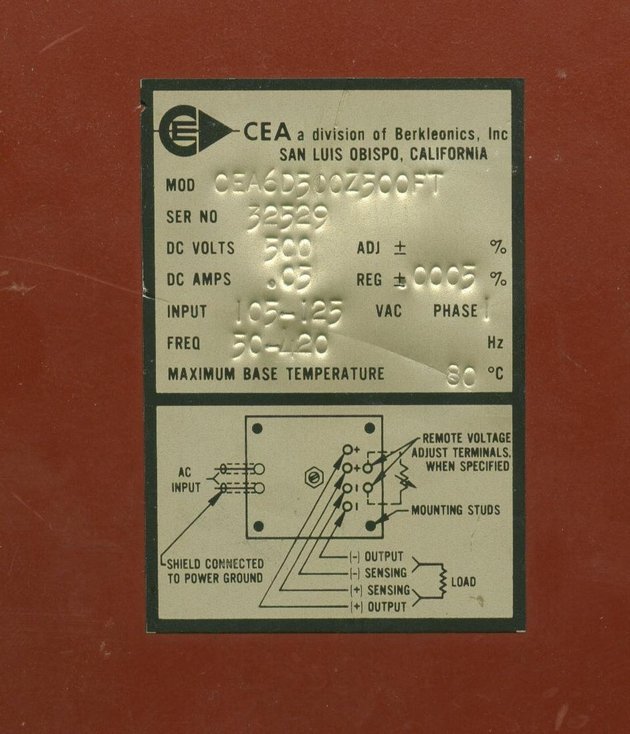 CEA a division of Berkleonics, Inc
SAN LUIS OBISPO, CALIFORNIA
MOD CEA6D500Z500FT
SER NO 32529
DC VOLTS 500 ADJ ± %
DC AMPS .05 REG ± .0005 %
INPUT 105-125 VAC PHASE 1
FREQ 50-420 Hz
MAXIMUM BASE TEMPERATURE 80 °C
REMOTE VOLTAGE
ADJUST TERMINALS,
WHEN SPECIFIED
AC
INPUT
MOUNTING STUDS
SHIELD CONNECTED
TO POWER GROUND
(-) OUTPUT
(-) SENSING
(+) SENSING
(+) OUTPUT
LOAD